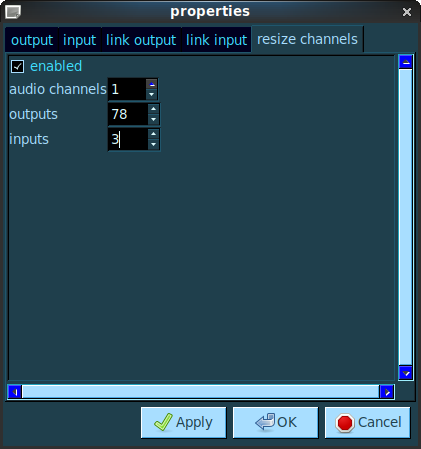 properties
output input link output link input resize channels
enabled
audio channels 1
outputs 78
inputs 3
Apply OK Cancel